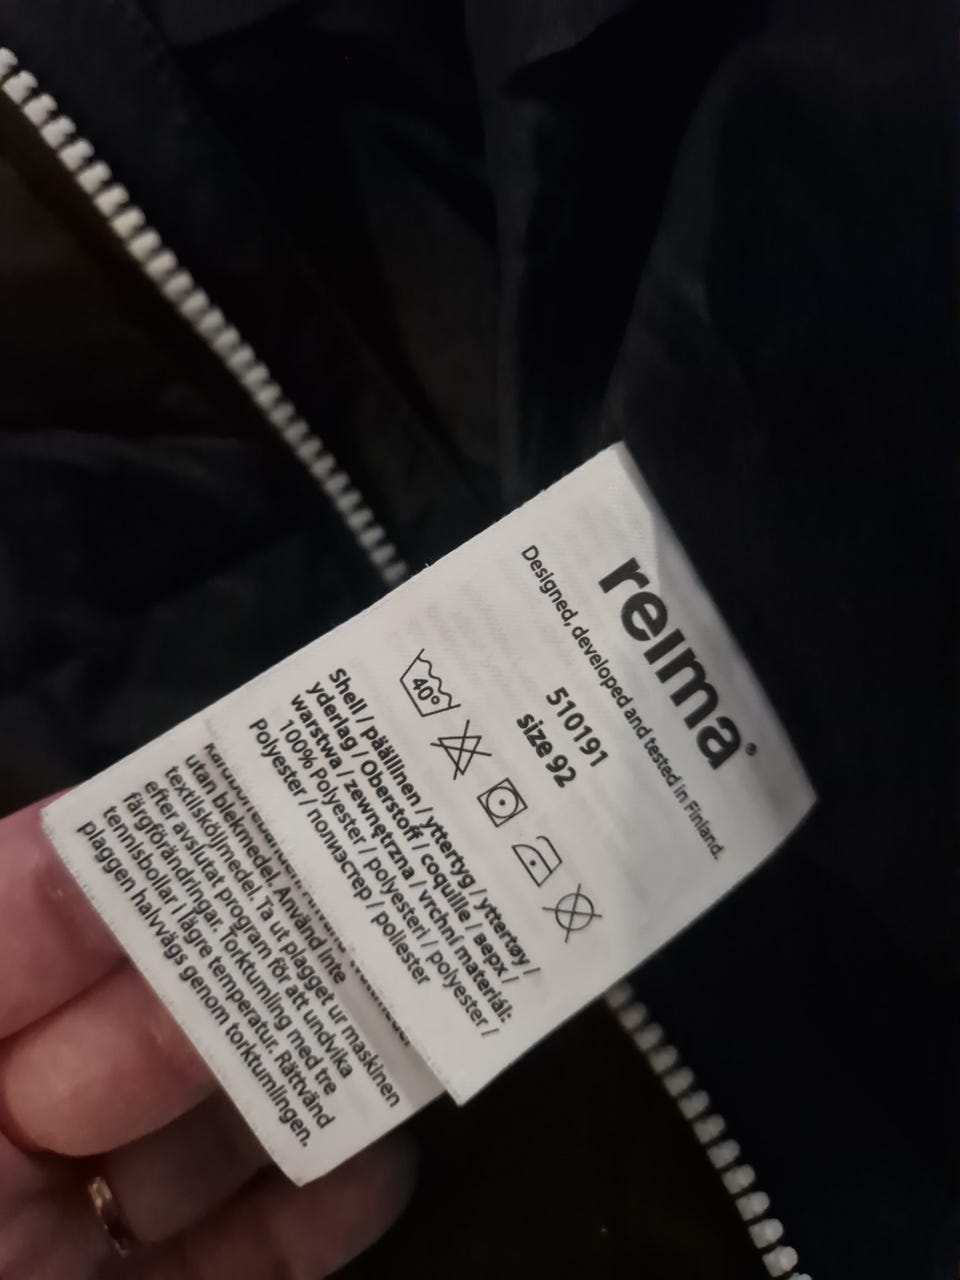 reima®
Designed, developed and tested in Finland.
510191
size 92
40°
Shell / päällinen / yttertyg / yttertøy /
yderlag / Oberstoff / coquille / верх /
warstwa / zewnętrzna / vrchní materiál:
100% Polyester / polyesteri / polyester /
Polyester / полиэстер / poliester
utan blekmedel. Använd inte
textilsköljmedel. Ta ut plagget ur maskinen
efter avslutat program för att undvika
färgförändringar. Torktumling med tre
tennisbollar i lägre temperatur. Rättvänd
plaggen halvvägs genom torktumlingen.